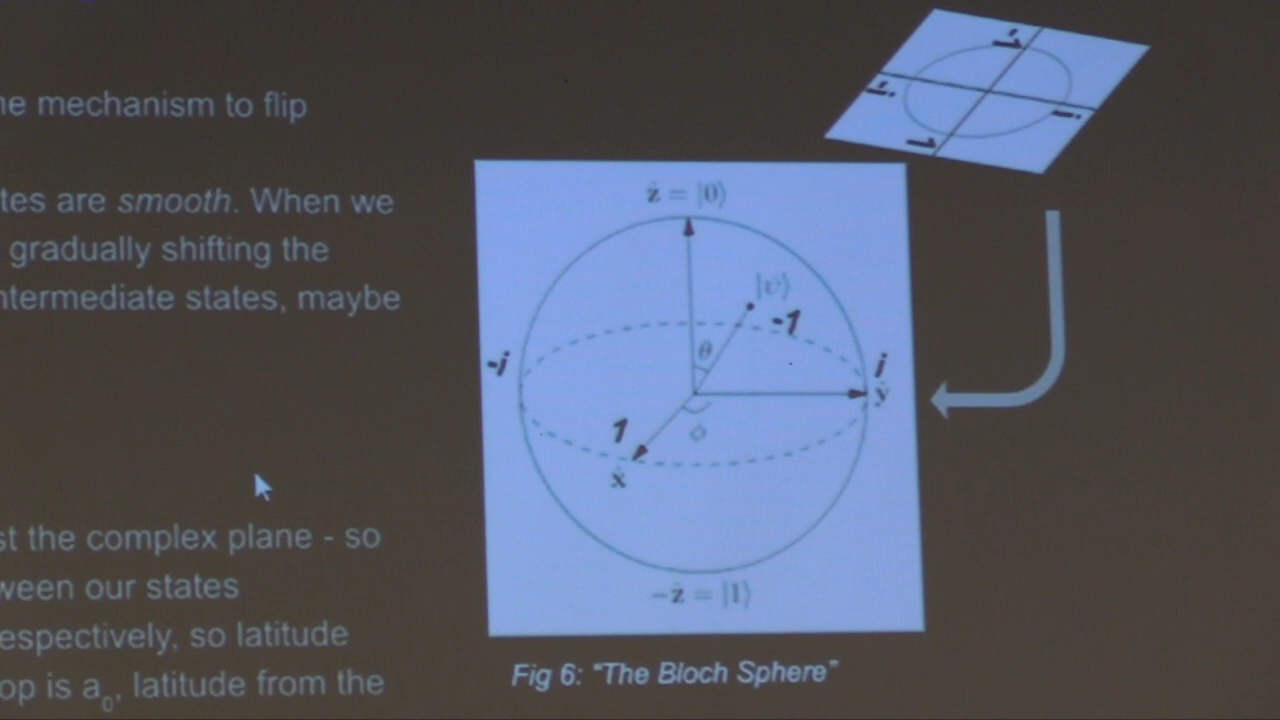 he mechanism to flip
tes are smooth. When we
gradually shifting the
ntermediate states, maybe
st the complex plane - so
ween our states
espectively, so latitude
op is a₀, latitude from the
-1
-i
i
1
ẑ = |0⟩
|ψ⟩
-1
θ
-i
i
ŷ
1
ϕ
x̂
−ẑ = |1⟩
Fig 6: “The Bloch Sphere”